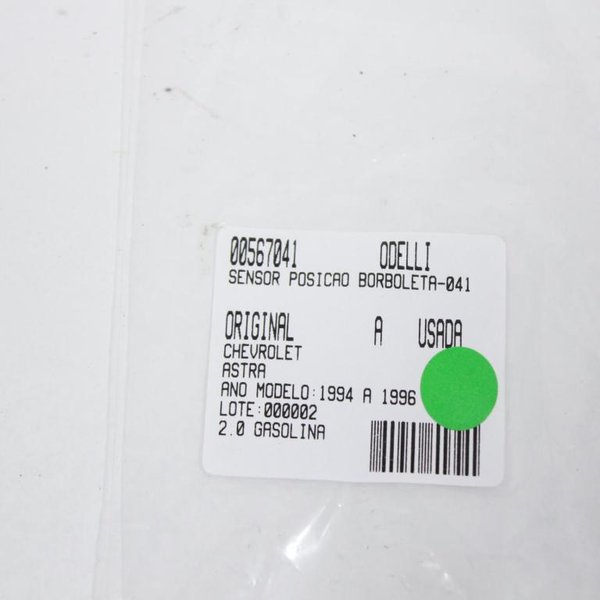 00567041 ODELLI
SENSOR POSICAO BORBOLETA-041
ORIGINAL A USADA
CHEVROLET
ASTRA
ANO MODELO:1994 A 1996
LOTE:000002
2.0 GASOLINA